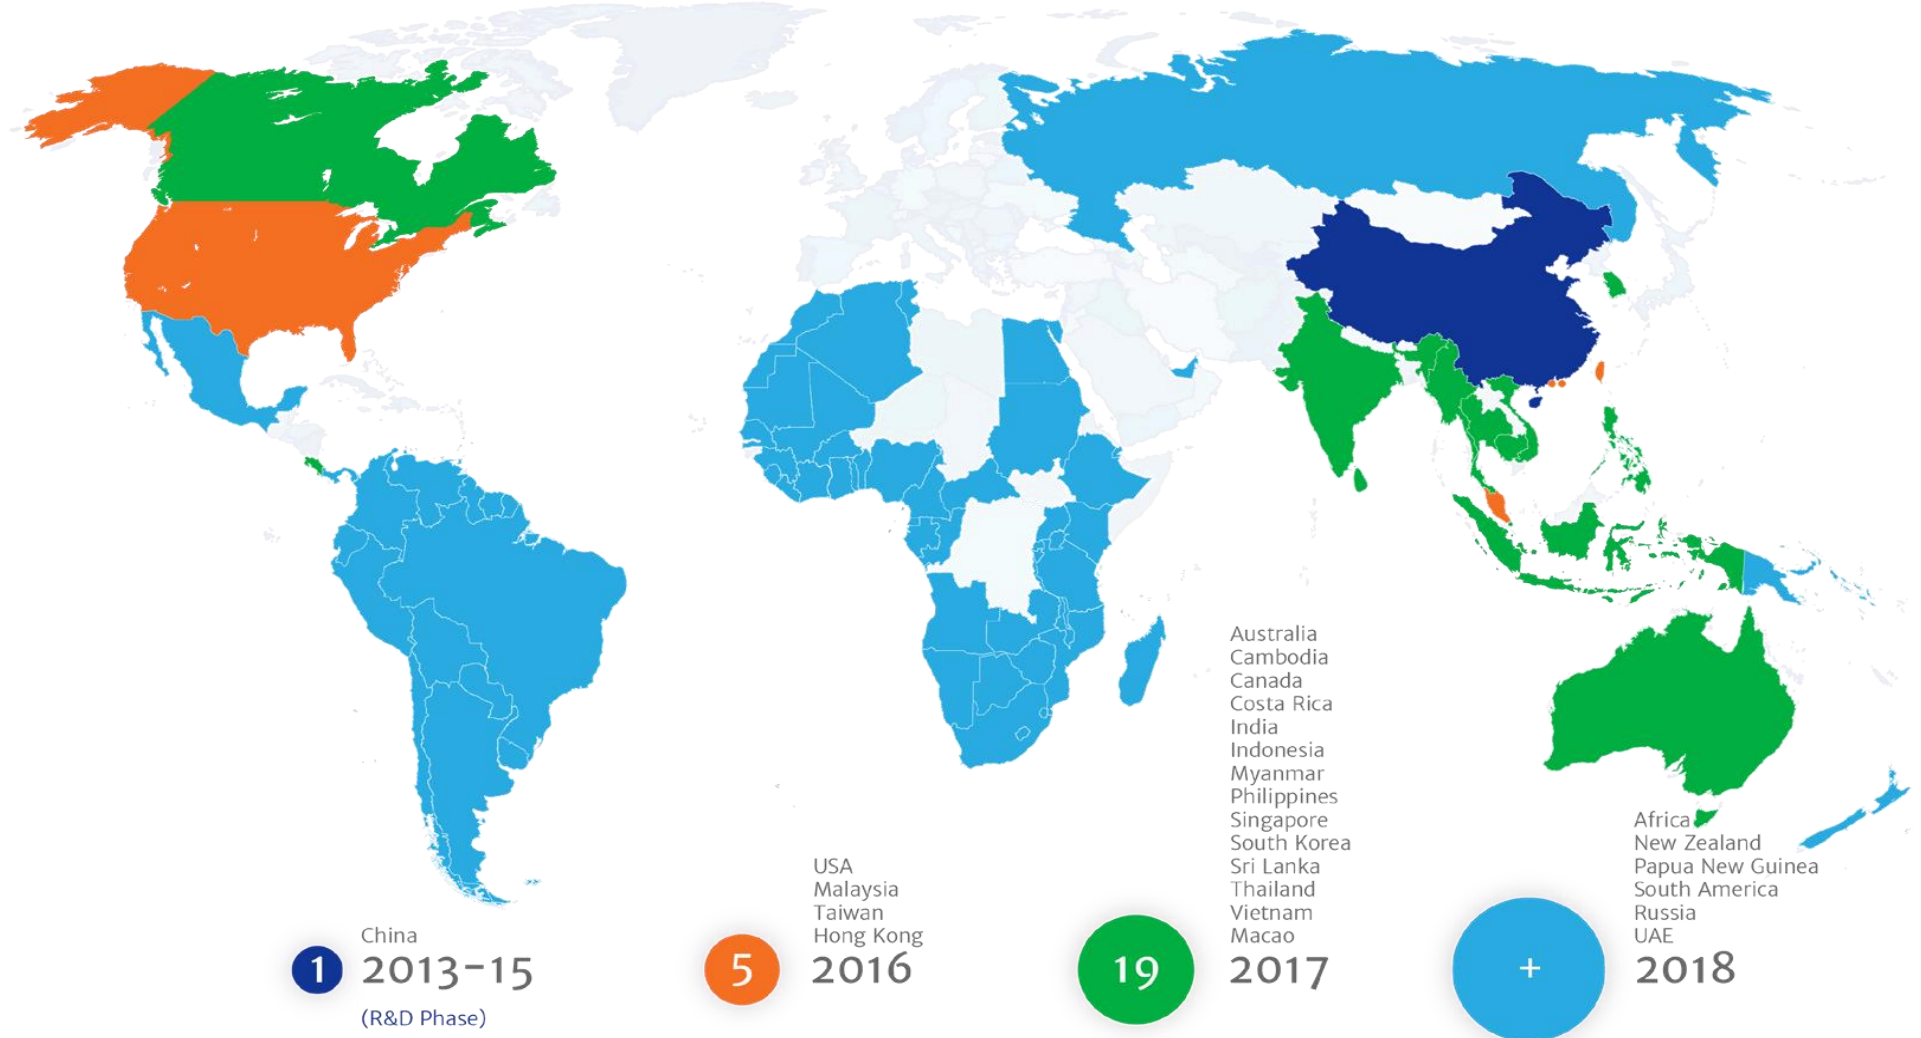 1
China
2013-15
(R&D Phase)
5
USA
Malaysia
Taiwan
Hong Kong
2016
19
Australia
Cambodia
Canada
Costa Rica
India
Indonesia
Myanmar
Philippines
Singapore
South Korea
Sri Lanka
Thailand
Vietnam
Macao
2017
+
Africa
New Zealand
Papua New Guinea
South America
Russia
UAE
2018